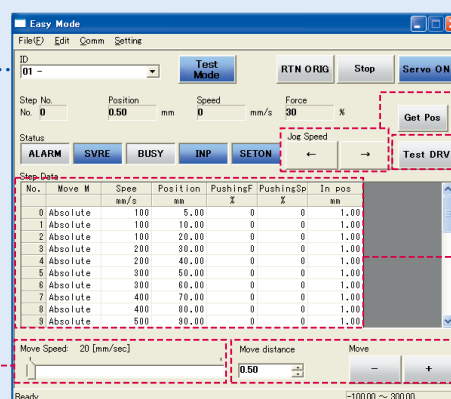 Easy Mode
File(F) Edit Comm Setting
ID
01 -
Test Mode
RTN ORIG
Stop
Servo ON
Step No. Position Speed Force
No. 0 0.50 mm 0 mm/s 30 %
Get Pos
Status
Jog Speed
ALARM SVRE BUSY INP SETON ← → Test DRV
Step Data
No. Move M Spee Position PushingF PushingSp In pos
mm/s mm % % mm
0 Absolute 100 5.00 0 0 1.00
1 Absolute 100 10.00 0 0 1.00
2 Absolute 100 20.00 0 0 1.00
3 Absolute 200 30.00 0 0 1.00
4 Absolute 200 40.00 0 0 1.00
5 Absolute 300 50.00 0 0 1.00
6 Absolute 300 60.00 0 0 1.00
7 Absolute 400 70.00 0 0 1.00
8 Absolute 400 80.00 0 0 1.00
9 Absolute 500 90.00 0 0 1.00
Move Speed: 20 [mm/sec] Move distance Move
0.50 - +
Ready -100.00 ~ 300.00